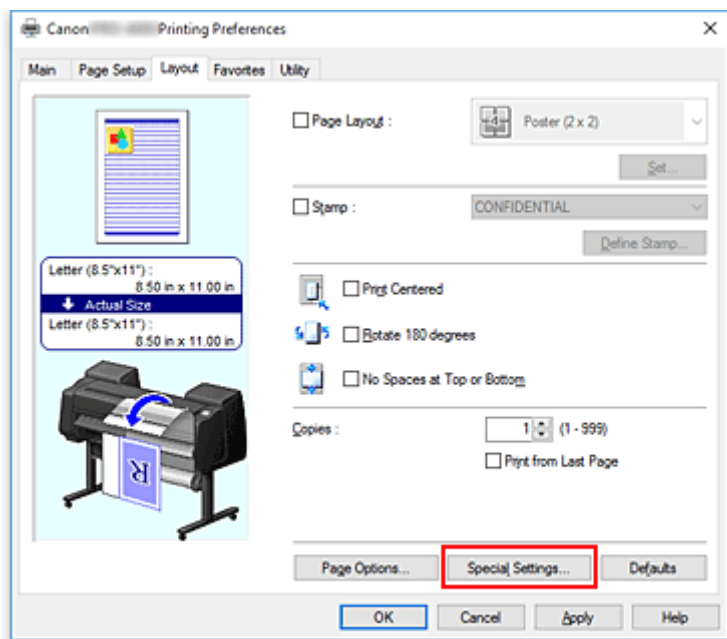 Canon Printing Preferences
Main Page Setup Layout Favorites Utility
Page Layout :
4
Poster (2 x 2)
Set...
Stamp :
CONFIDENTIAL
Define Stamp...
Letter (8.5"x11") :
8.50 in x 11.00 in
Actual Size
Letter (8.5"x11") :
8.50 in x 11.00 in
Print Centered
Rotate 180 degrees
No Spaces at Top or Bottom
Copies :
1 (1 - 999)
Print from Last Page
R
Page Options... Special Settings... Defaults
OK Cancel Apply Help